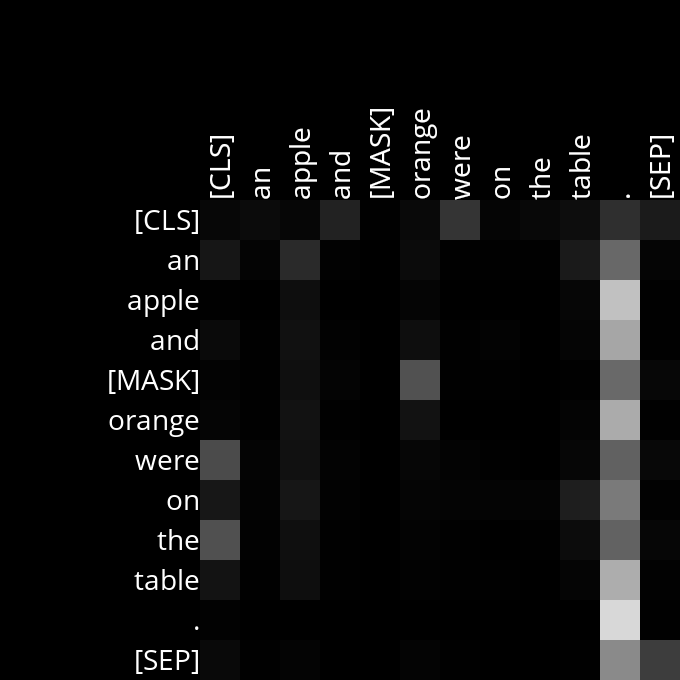 [CLS] an apple and [MASK] orange were on the table . [SEP]
[CLS]
an
apple
and
[MASK]
orange
were
on
the
table
.
[SEP]